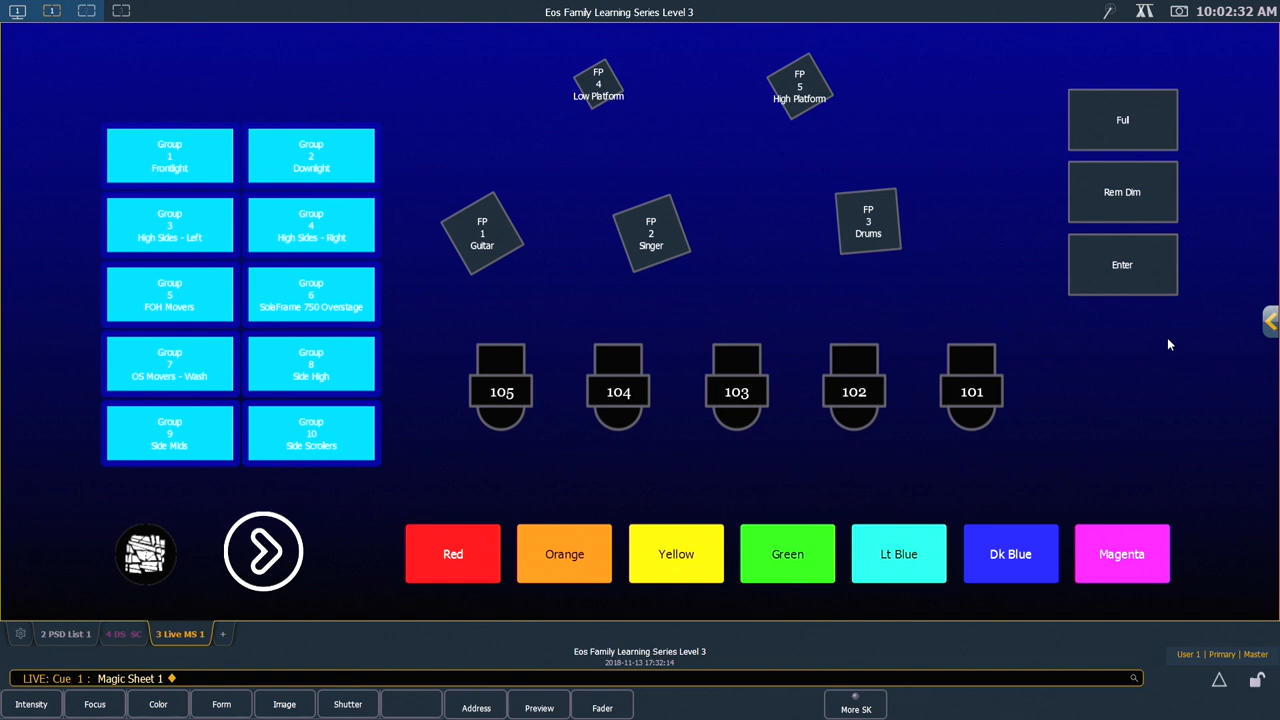 Eos Family Learning Series Level 3
10:02:32 AM
FP
4
Low Platform
FP
5
High Platform
Full
Group
1
Frontlight
Group
2
Downlight
Rem Dim
Group
3
High Sides - Left
Group
4
High Sides - Right
FP
1
Guitar
FP
2
Singer
FP
3
Drums
Enter
Group
5
FOH Movers
Group
6
SolaFrame 750 Overstage
Group
7
OS Movers - Wash
Group
8
Side High
105
104
103
102
101
Group
9
Side Mids
Group
10
Side Scrollers
Red
Orange
Yellow
Green
Lt Blue
Dk Blue
Magenta
2 PSD List 1
4 DS SC
3 Live MS 1
+
Eos Family Learning Series Level 3
2018-11-13 17:32:14
User 1 | Primary | Master
LIVE: Cue 1 : Magic Sheet 1
Intensity
Focus
Color
Form
Image
Shutter
Address
Preview
Fader
More SK